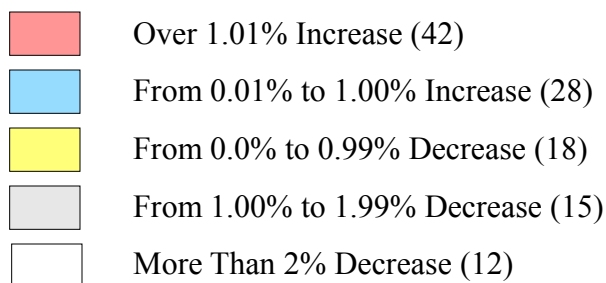 Over 1.01% Increase (42)
From 0.01% to 1.00% Increase (28)
From 0.0% to 0.99% Decrease (18)
From 1.00% to 1.99% Decrease (15)
More Than 2% Decrease (12)